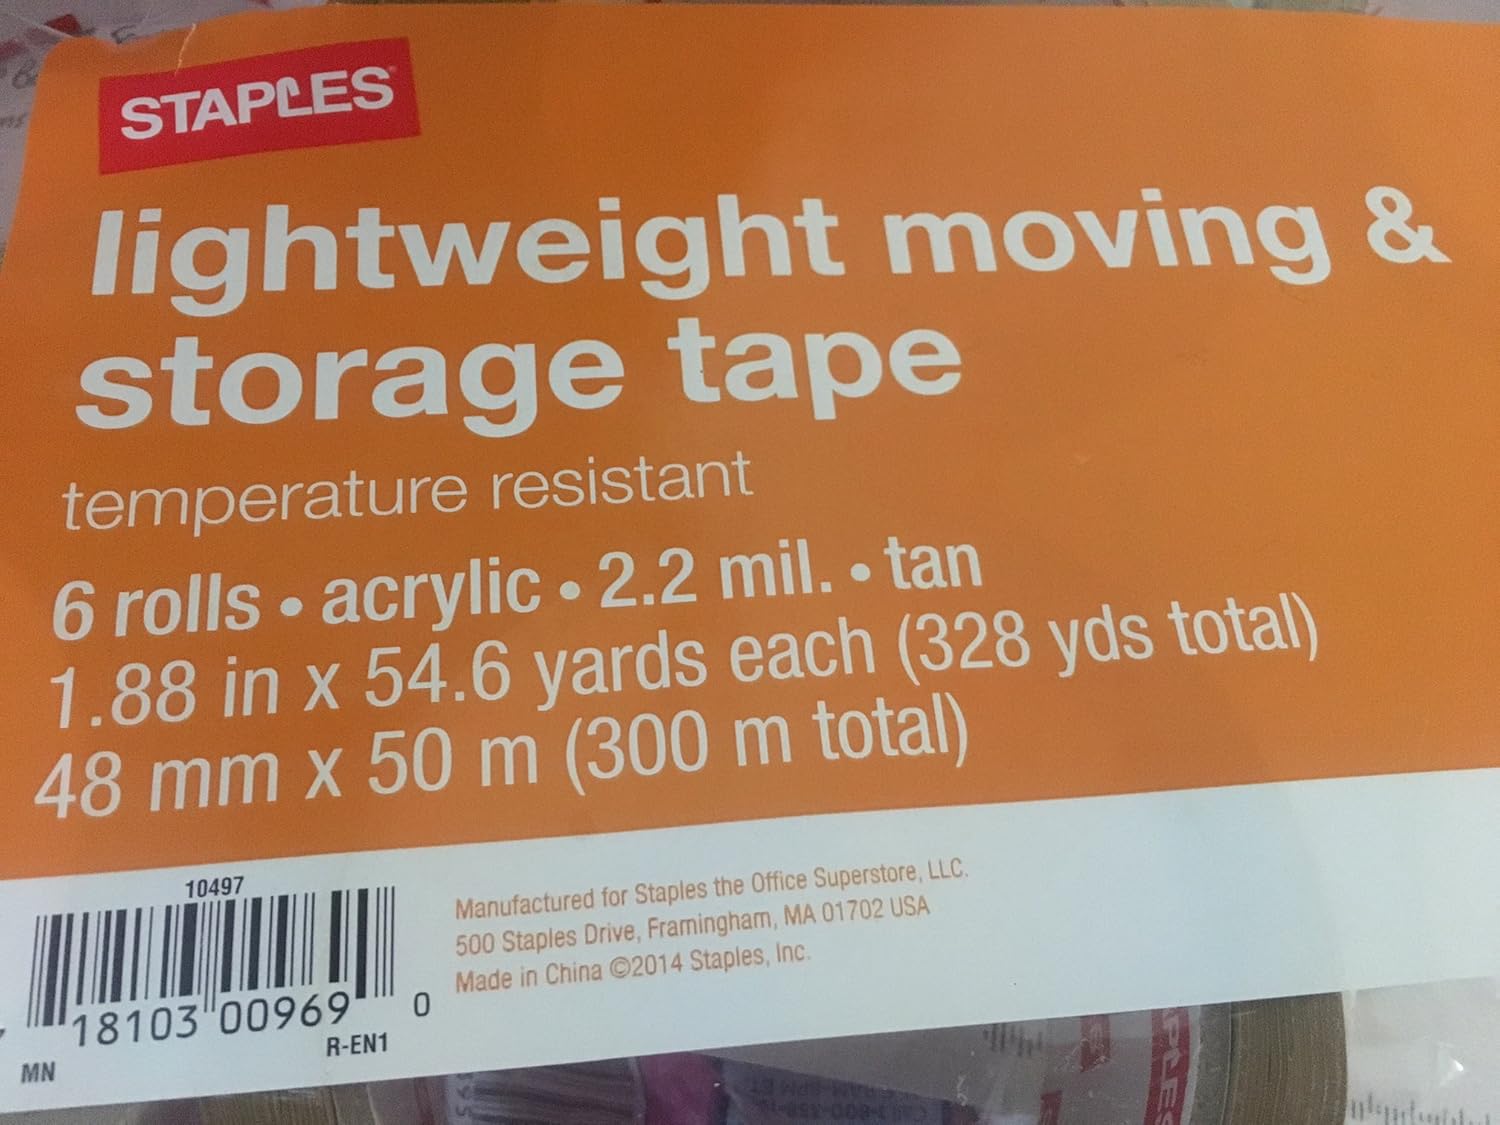 STAPLES
lightweight moving &
storage tape
temperature resistant
6 rolls • acrylic • 2.2 mil. • tan
1.88 in x 54.6 yards each (328 yds total)
48 mm x 50 m (300 m total)
10497
18103 00969 0
MN
R-EN1
Manufactured for Staples the Office Superstore, LLC.
500 Staples Drive, Framingham, MA 01702 USA
Made in China ©2014 Staples, Inc.